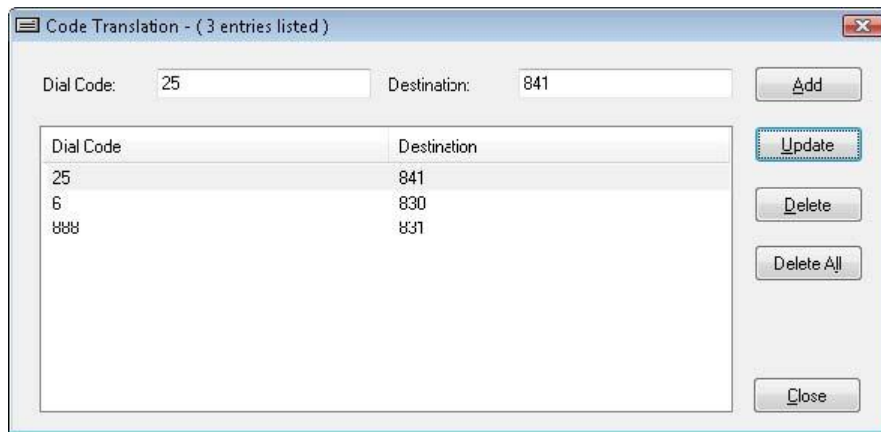 Code Translation - ( 3 entries listed )
Dial Code: 25 Destination: 841 Add
Dial Code Destination Update
25 841
6 830 Delete
888 831
Delete All
Close